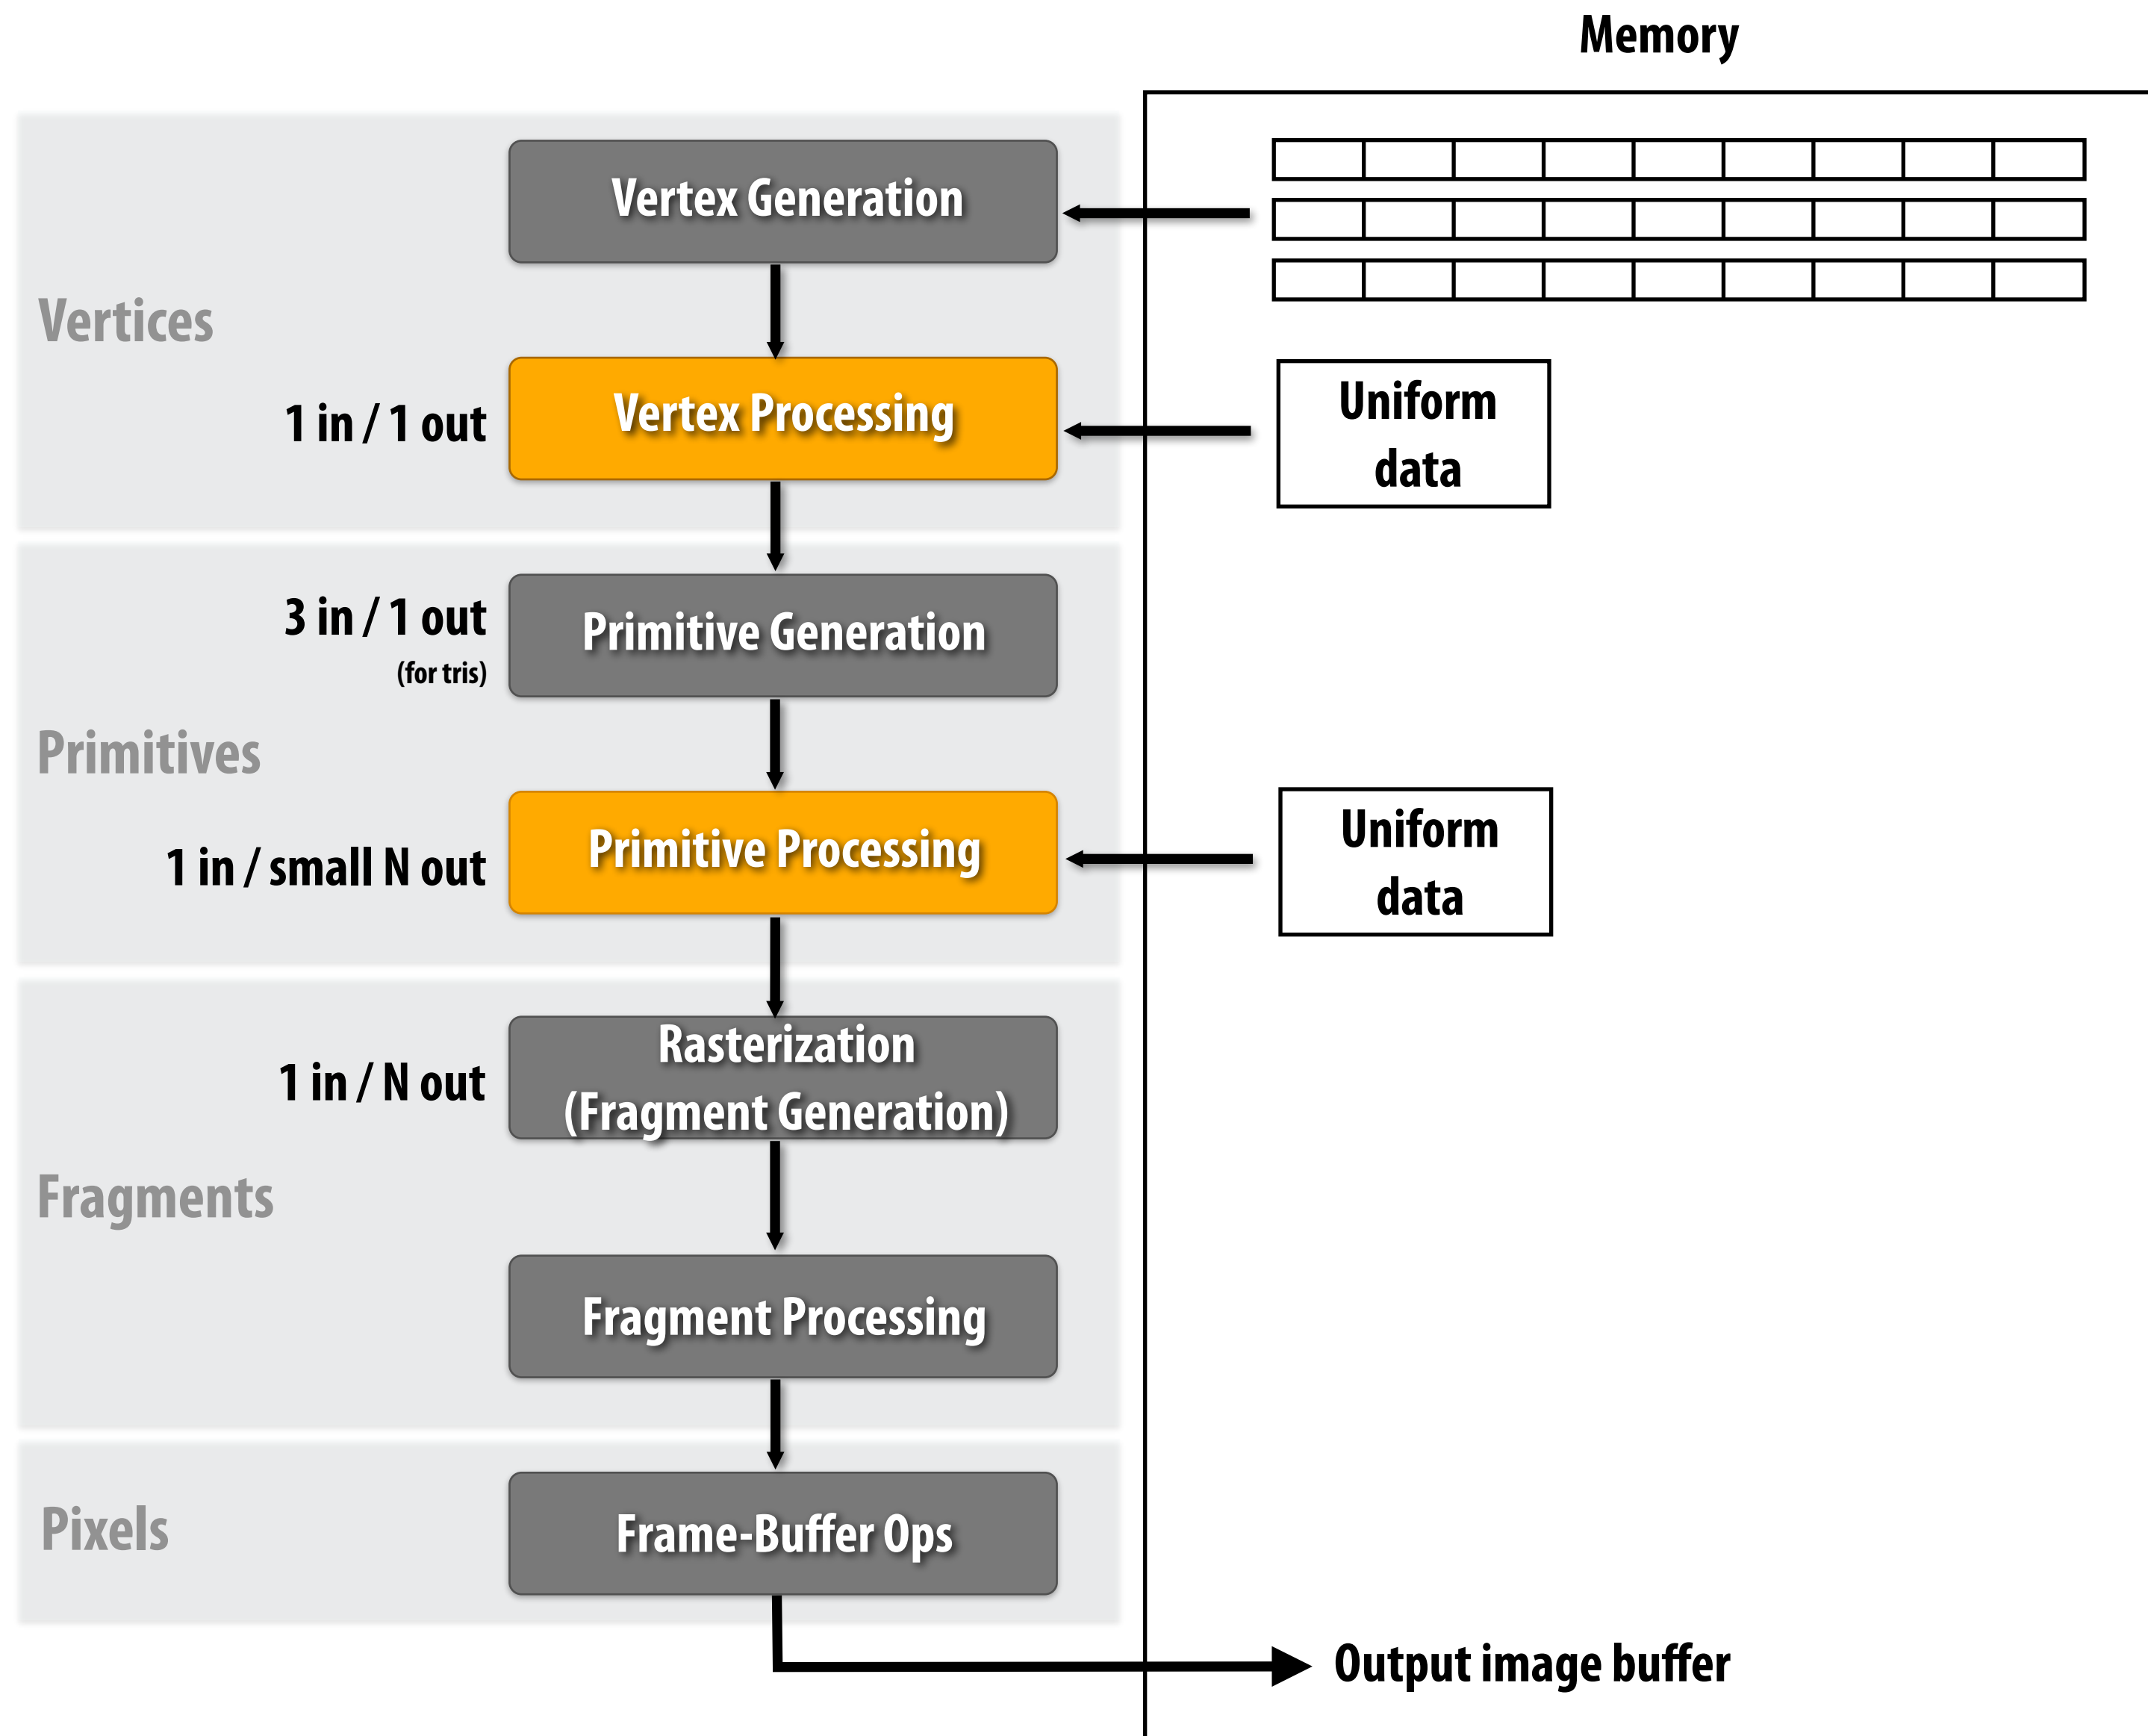 Memory
Vertex Generation
Vertices
1 in / 1 out
Vertex Processing
Uniform
data
3 in / 1 out
(for tris)
Primitive Generation
Primitives
1 in / small N out
Primitive Processing
Uniform
data
1 in / N out
Rasterization
(Fragment Generation)
Fragments
Fragment Processing
Pixels
Frame-Buffer Ops
Output image buffer